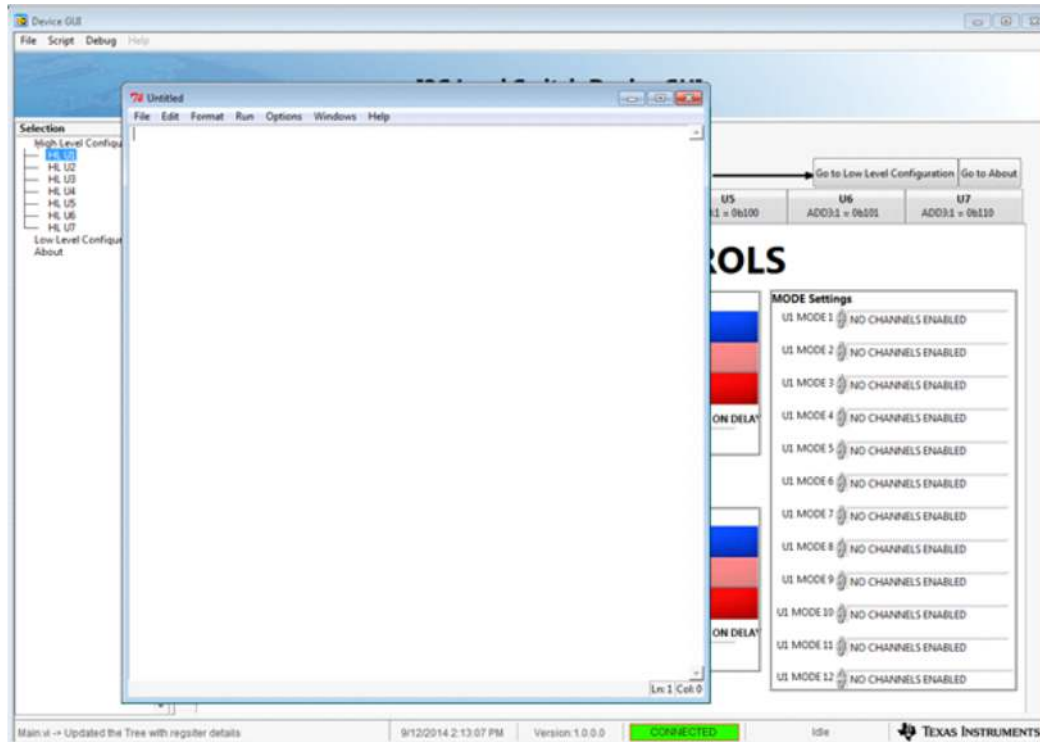 Device GUI
File Script Debug Help
Untitled
File Edit Format Run Options Windows Help
Selection
High Level Configu
HL U1
HL U2
HL U3
HL U4
HL U5
HL U6
HL U7
Low Level Configu
About
Go to Low Level Configuration Go to About
U5 U6 U7
:1 = 0b100 ADD3:1 = 0b101 ADD3:1 = 0b110
ROLS
MODE Settings
U1 MODE 1 NO CHANNELS ENABLED
U1 MODE 2 NO CHANNELS ENABLED
U1 MODE 3 NO CHANNELS ENABLED
U1 MODE 4 NO CHANNELS ENABLED
U1 MODE 5 NO CHANNELS ENABLED
U1 MODE 6 NO CHANNELS ENABLED
U1 MODE 7 NO CHANNELS ENABLED
U1 MODE 8 NO CHANNELS ENABLED
U1 MODE 9 NO CHANNELS ENABLED
U1 MODE 10 NO CHANNELS ENABLED
U1 MODE 11 NO CHANNELS ENABLED
U1 MODE 12 NO CHANNELS ENABLED
ON DELAY
ON DELAY
Ln: 1 Col: 0
Main.vi -> Updated the Tree with regsiter details 9/12/2014 2:13:07 PM Version:1.0.0.0 CONNECTED Idle TEXAS INSTRUMENTS